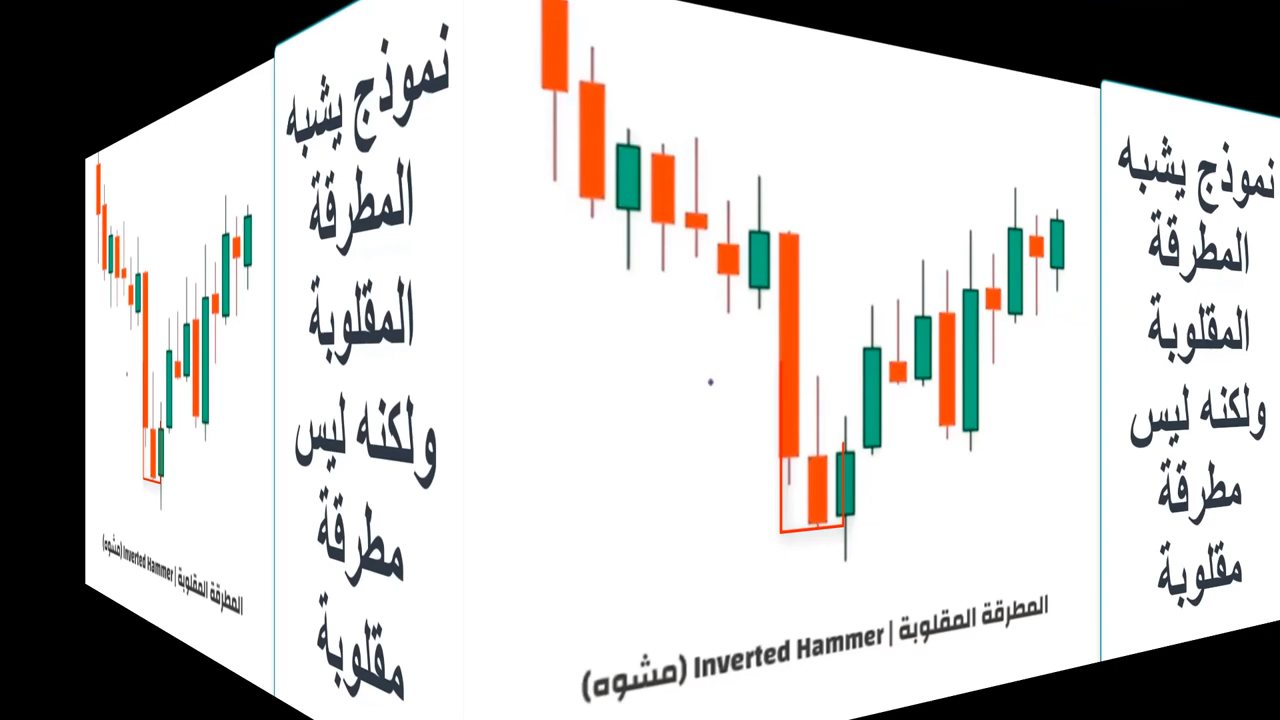 نموذج يشبه
المطرقة
المقلوبة
ولكنه ليس
مطرقة
مقلوبة
المطرقة المقلوبة | Inverted Hammer (مشوه)
نموذج يشبه
المطرقة
المقلوبة
ولكنه ليس
مطرقة
مقلوبة
المطرقة المقلوبة | Inverted Hammer (مشوه)